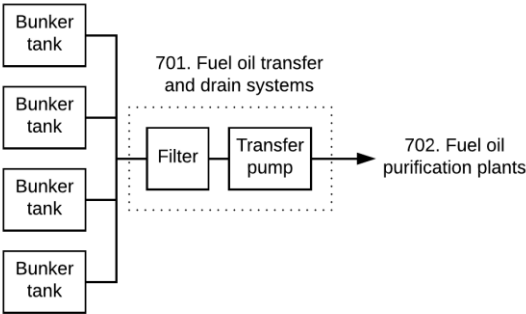 Bunker
tank
Bunker
tank
Bunker
tank
Bunker
tank
701. Fuel oil transfer
and drain systems
Filter
Transfer
pump
702. Fuel oil
purification plants